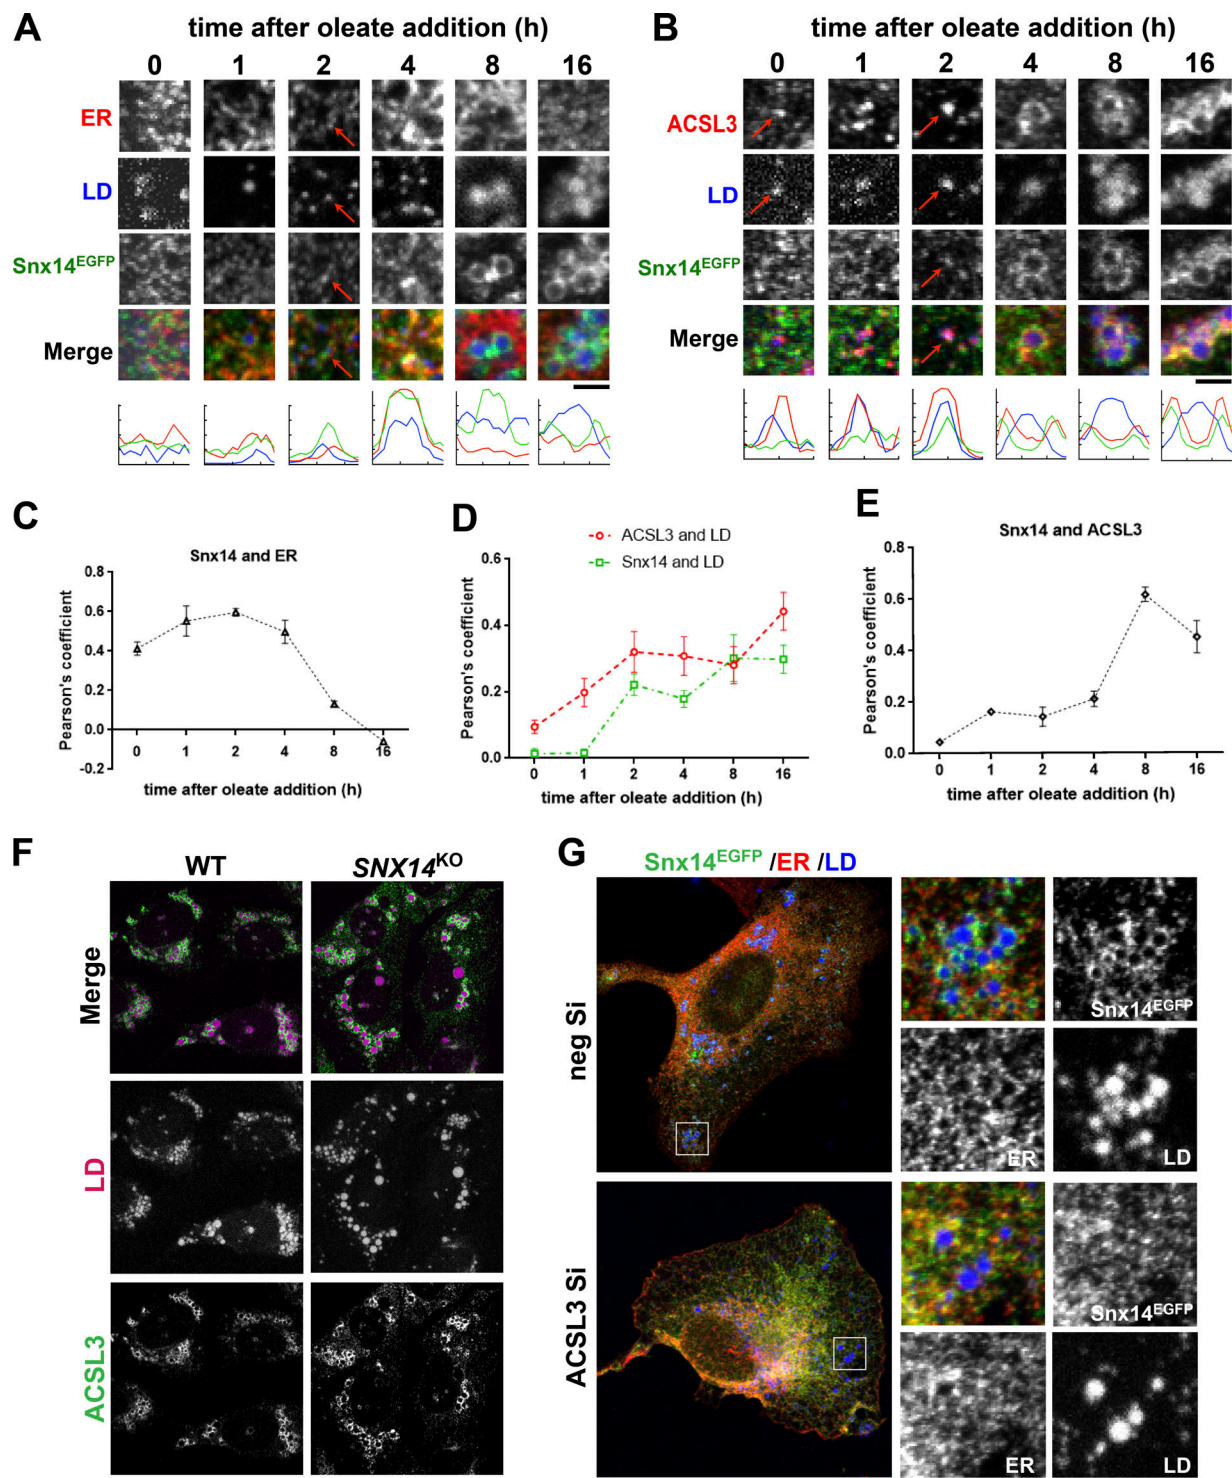 A
time after oleate addition (h)
0 1 2 4 8 16
ER
LD
Snx14EGFP
Merge
B
time after oleate addition (h)
0 1 2 4 8 16
ACSL3
LD
Snx14EGFP
Merge
C
Snx14 and ER
Pearson's coefficient
0.8
0.6
0.4
0.2
0.0
-0.2
0 1 2 4 8 16
time after oleate addition (h)
D
ACSL3 and LD
Snx14 and LD
Pearson's coefficient
0.6
0.4
0.2
0.0
0 1 2 4 8 16
time after oleate addition (h)
E
Snx14 and ACSL3
Pearson's coefficient
0.8
0.6
0.4
0.2
0.0
0 1 2 4 8 16
time after oleate addition (h)
F
WT SNX14KO
Merge
LD
ACSL3
G
Snx14EGFP /ER /LD
neg Si
Snx14EGFP
ER
LD
ACSL3 Si
Snx14EGFP
ER
LD